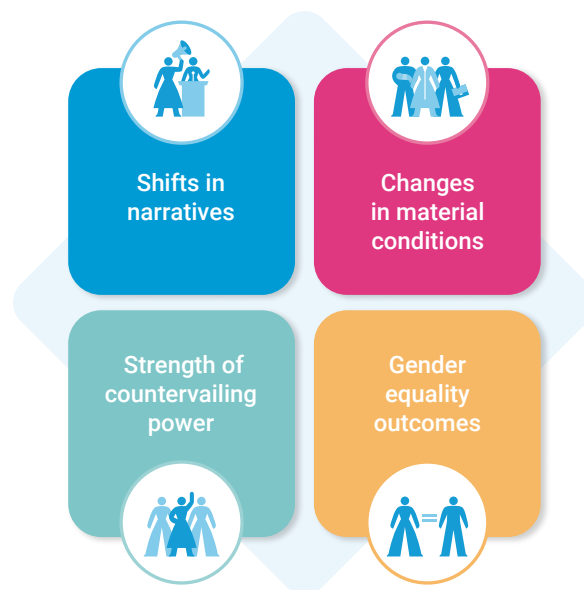 Shifts in
narratives
Changes
in material
conditions
Strength of
countervailing
power
Gender
equality
outcomes